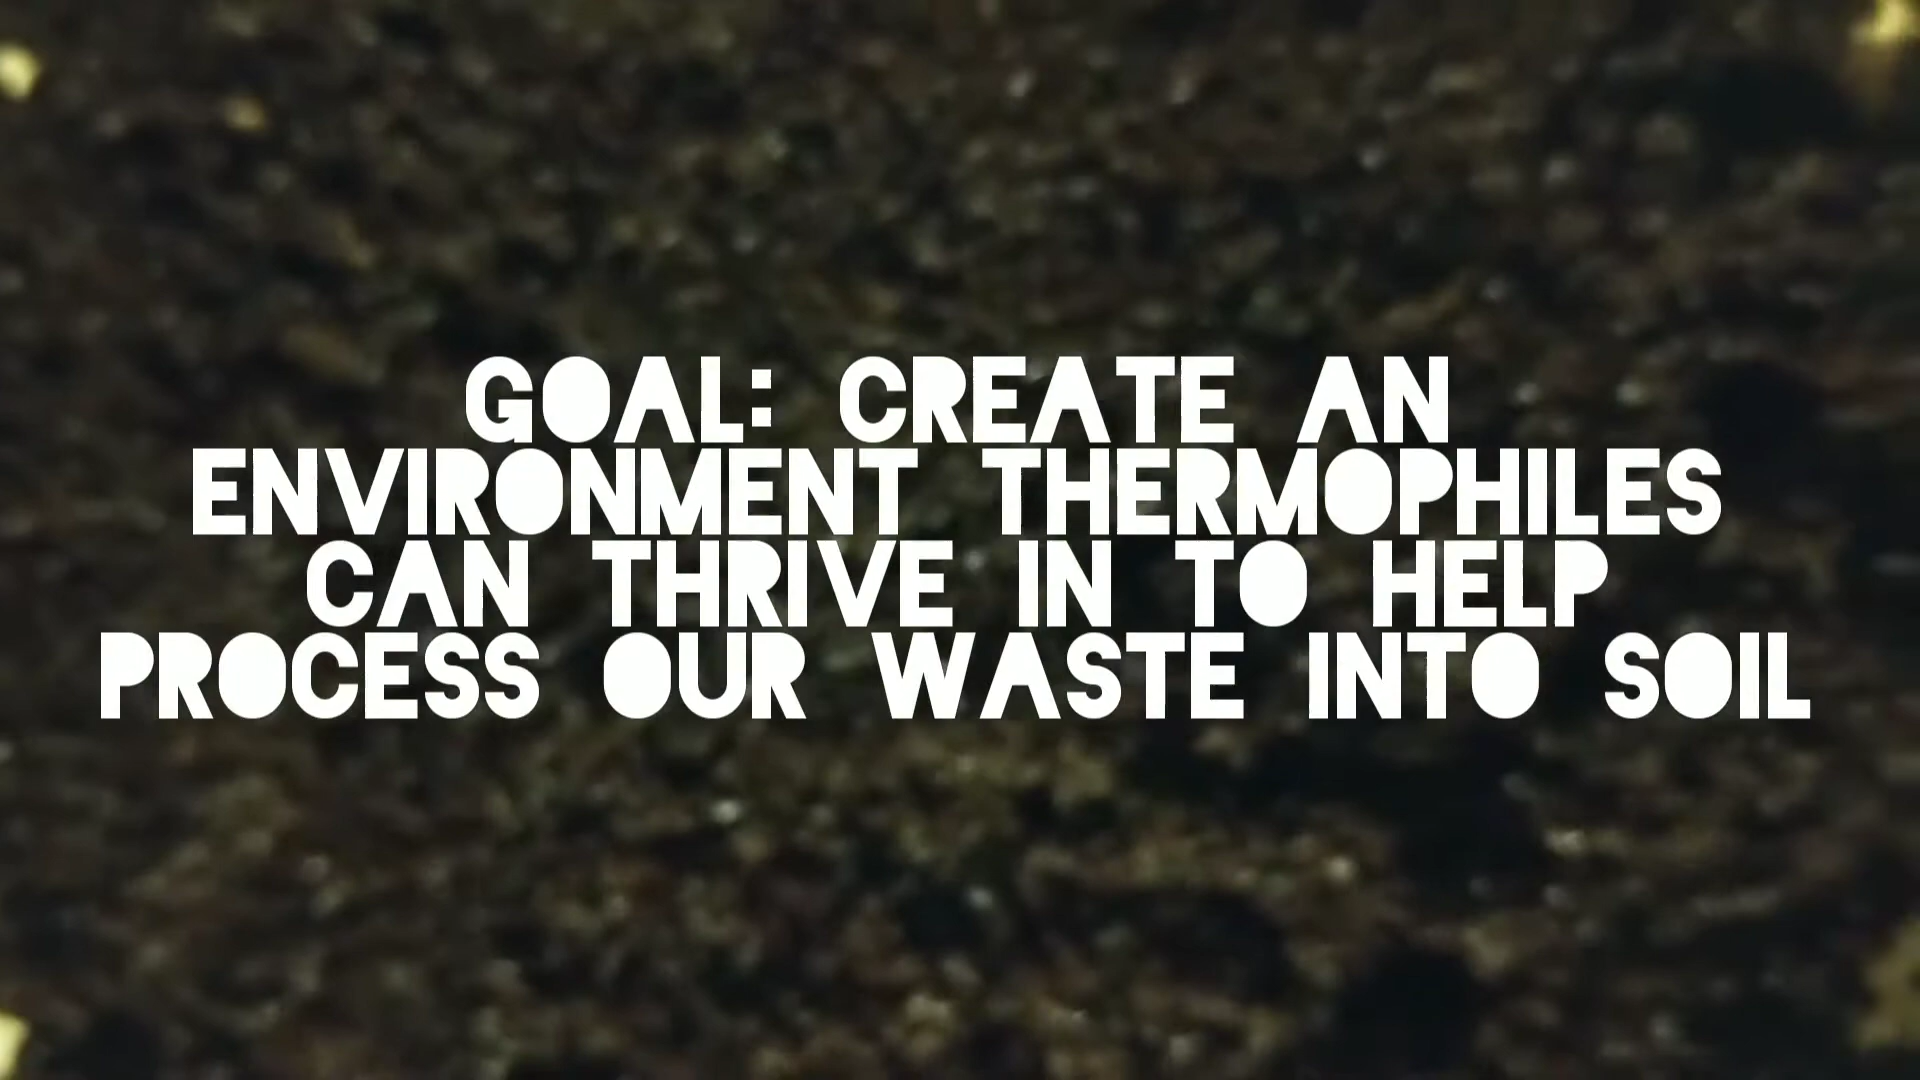 GOAL: CREATE AN
ENVIRONMENT THERMOPHILES
CAN THRIVE IN TO HELP
PROCESS OUR WASTE INTO SOIL